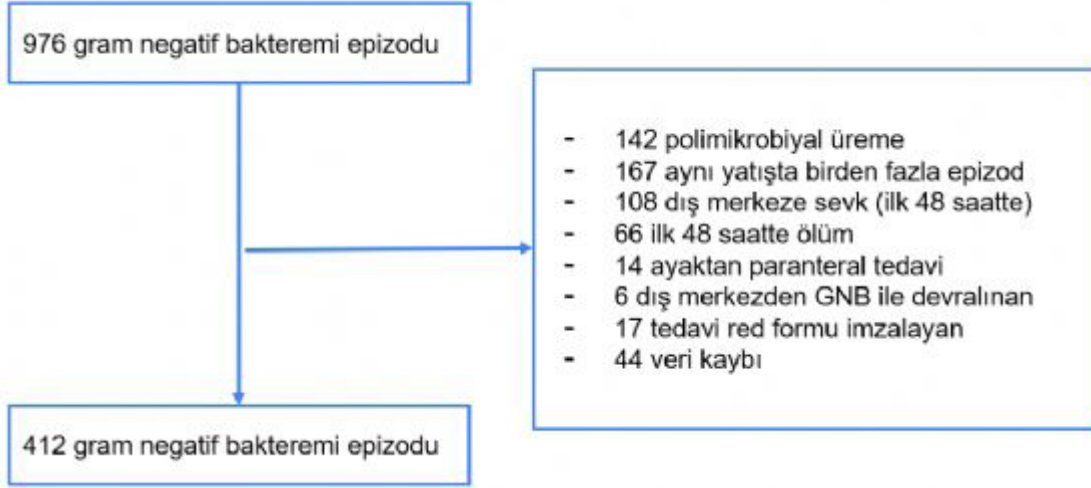 976 gram negatif bakteremi epizodu
- 142 polimikrobiyal üreme
- 167 aynı yatışta birden fazla epizod
- 108 dış merkeze sevk (ilk 48 saatte)
- 66 ilk 48 saatte ölüm
- 14 ayaktan paranteral tedavi
- 6 dış merkezden GNB ile devralınan
- 17 tedavi red formu imzalayan
- 44 veri kaybı
412 gram negatif bakteremi epizodu